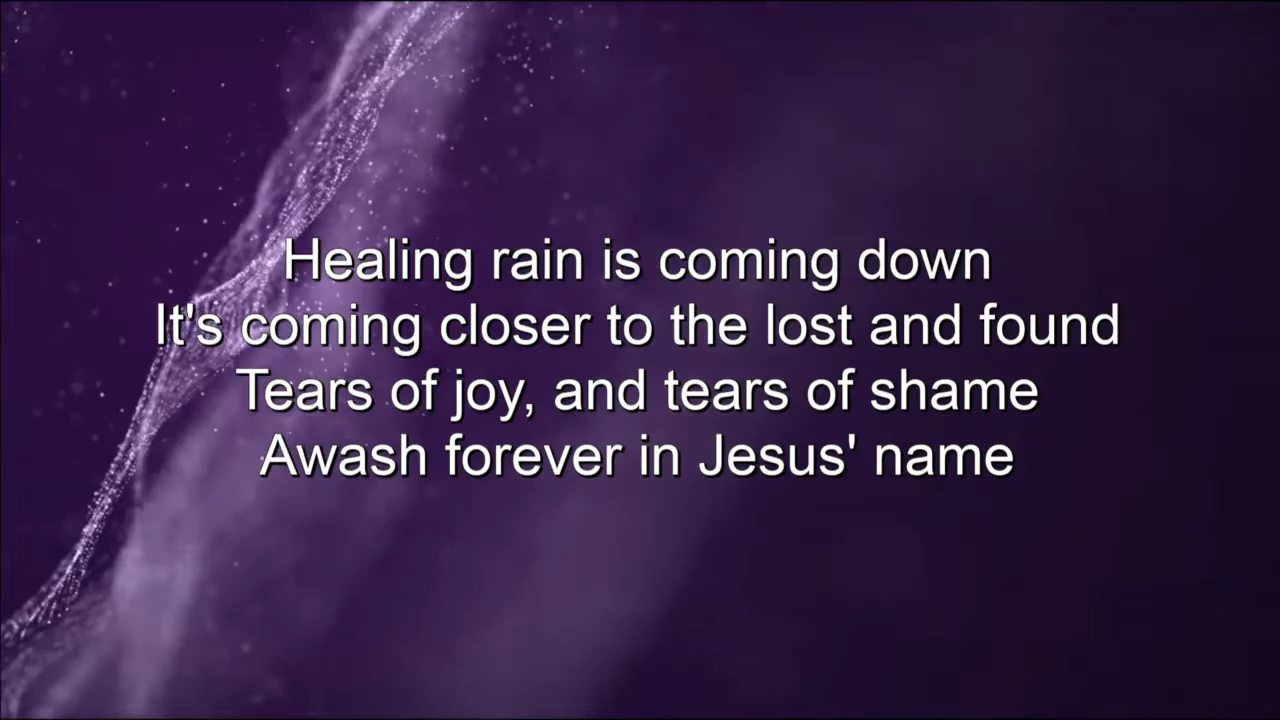 Healing rain is coming down
It's coming closer to the lost and found
Tears of joy, and tears of shame
Awash forever in Jesus' name